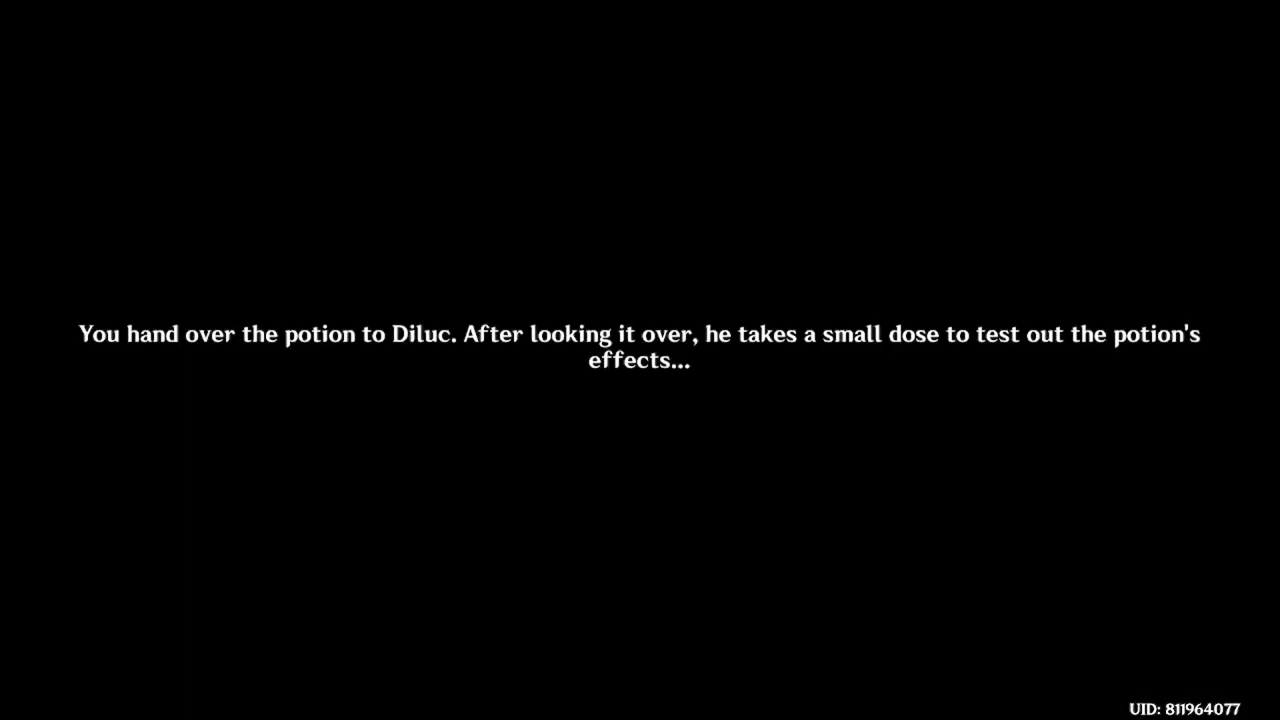 You hand over the potion to Diluc. After looking it over, he takes a small dose to test out the potion's
effects...
UID: 811964077